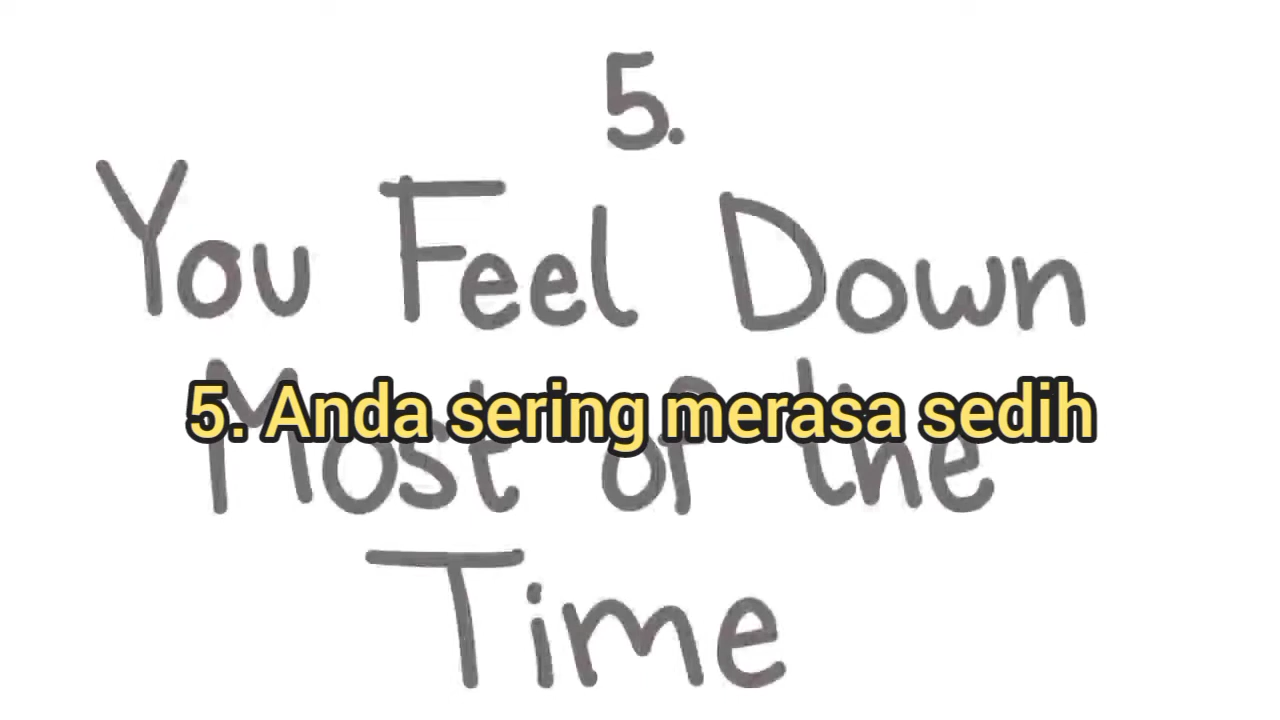 5.
You Feel Down
Most of the
5. Anda sering merasa sedih
Time